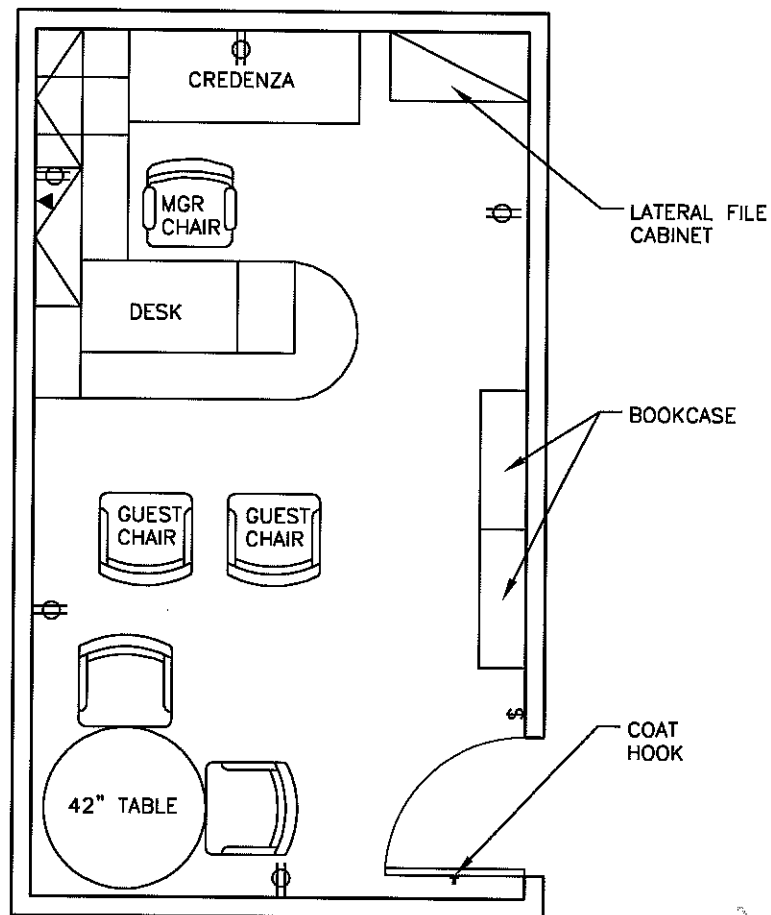 CREDENZA
MGR
CHAIR
LATERAL FILE
CABINET
DESK
BOOKCASE
GUEST
CHAIR
GUEST
CHAIR
$
COAT
HOOK
42" TABLE